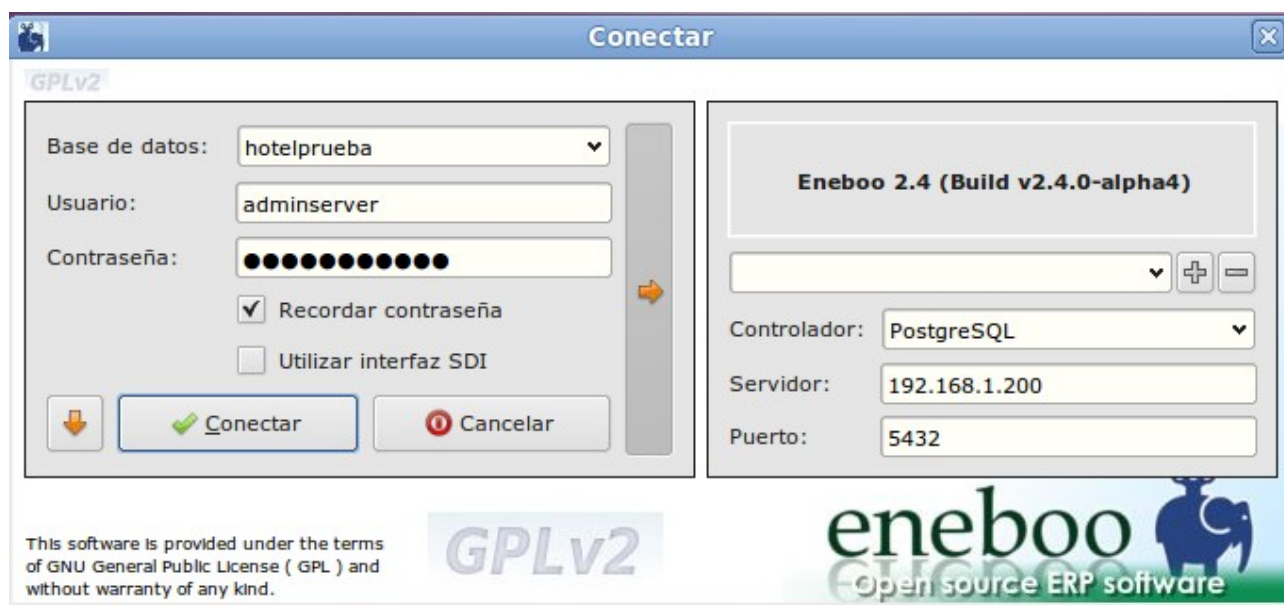 Conectar
GPLv2
Base de datos: hotelprueba
Usuario: adminserver
Contraseña: ●●●●●●●●●●●
Recordar contraseña
Utilizar interfaz SDI
Conectar Cancelar
Eneboo 2.4 (Build v2.4.0-alpha4)
Controlador: PostgreSQL
Servidor: 192.168.1.200
Puerto: 5432
This software is provided under the terms
of GNU General Public License ( GPL ) and
without warranty of any kind.
GPLv2
eneboo
Open source ERP software